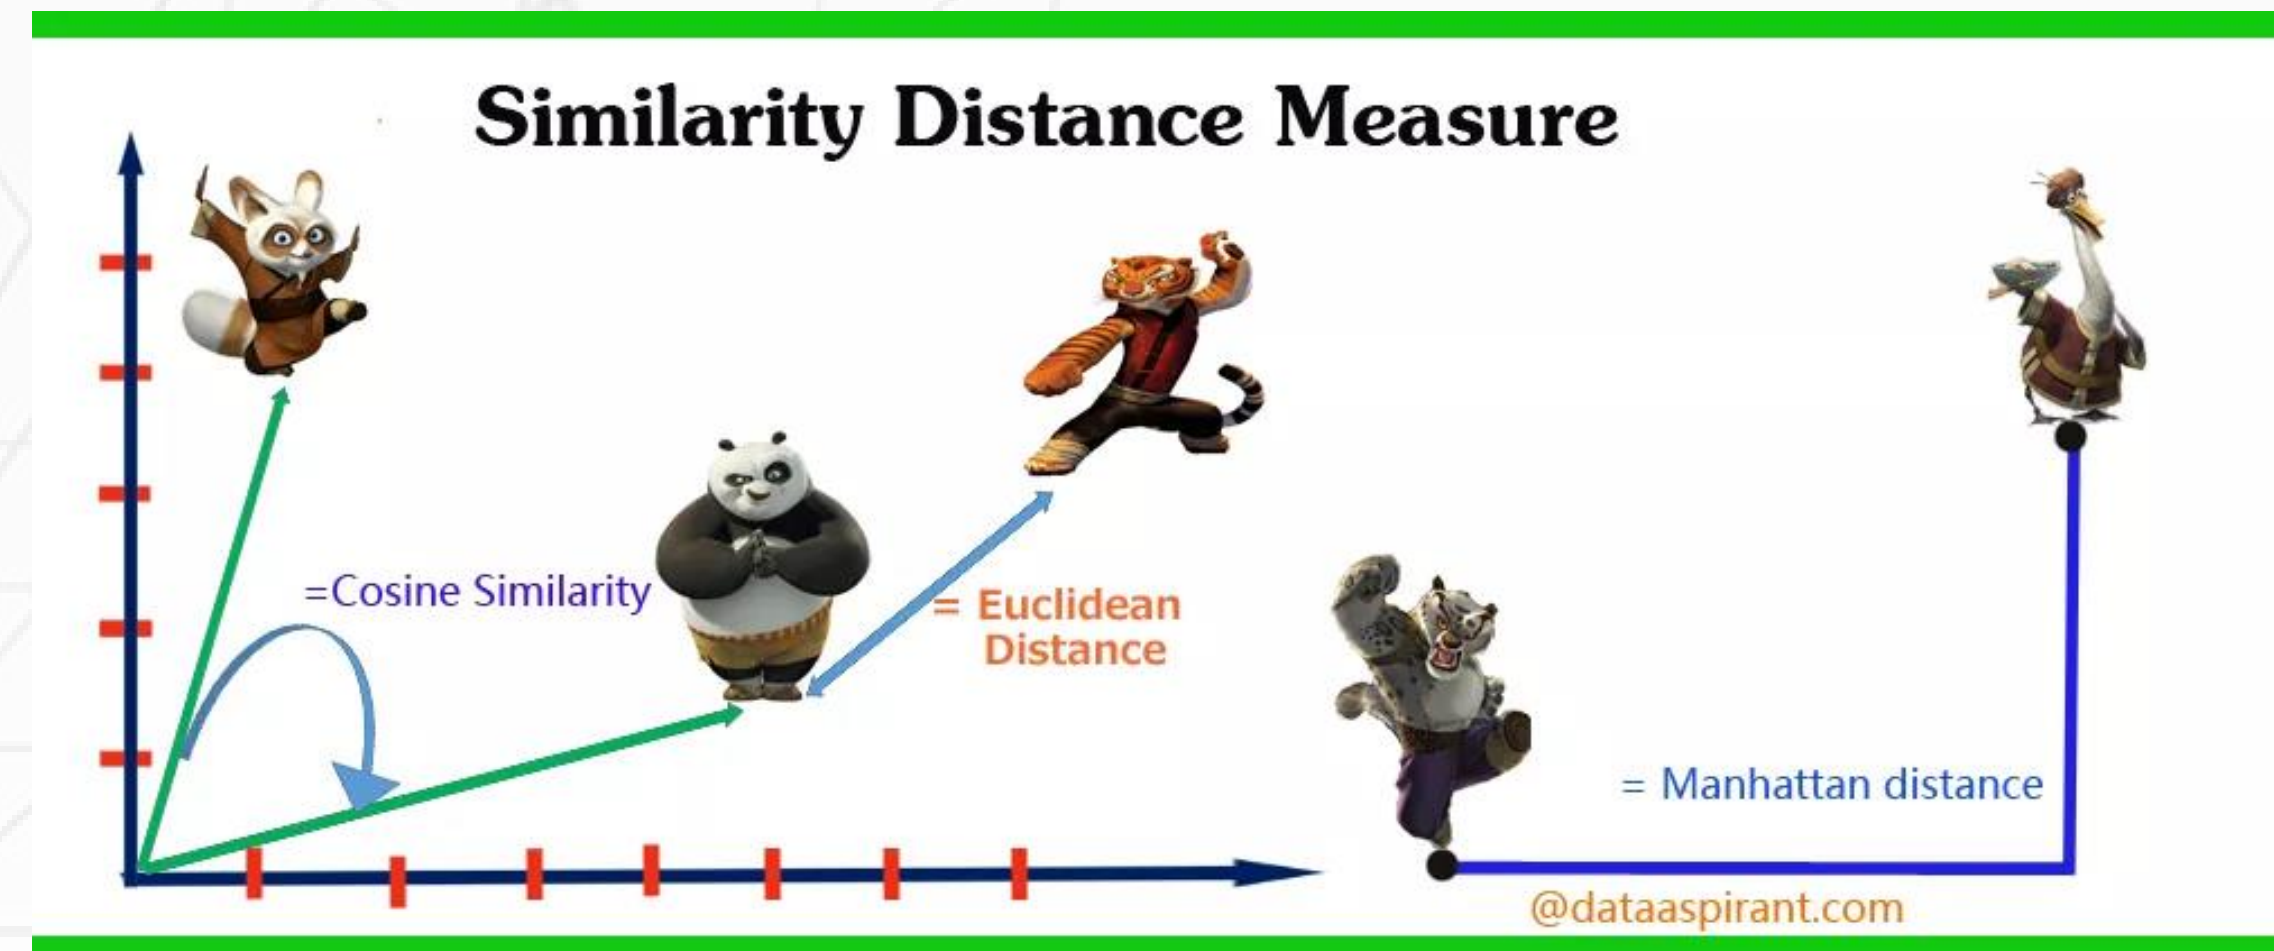 Similarity Distance Measure
=Cosine Similarity
= Euclidean
Distance
= Manhattan distance
@dataaspirant.com